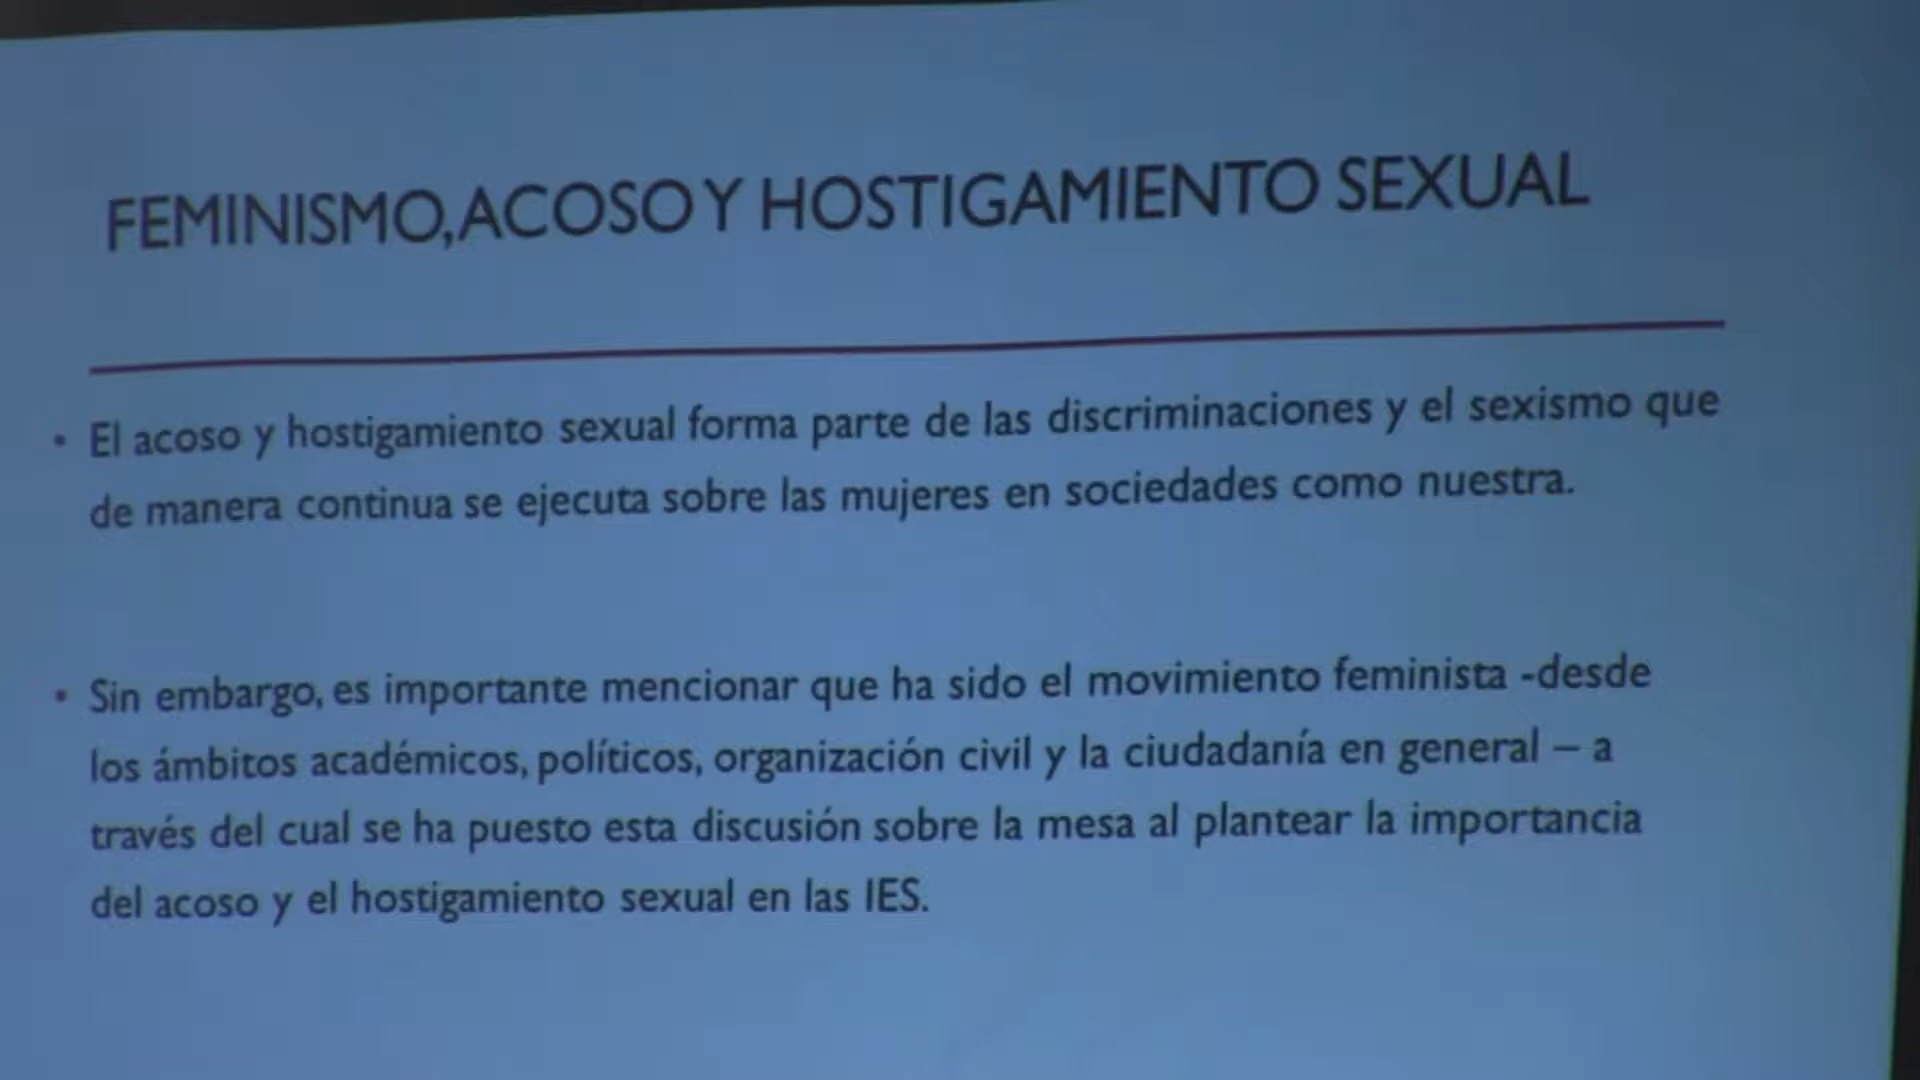 FEMINISMO, ACOSO Y HOSTIGAMIENTO SEXUAL
• El acoso y hostigamiento sexual forma parte de las discriminaciones y el sexismo que
de manera continua se ejecuta sobre las mujeres en sociedades como nuestra.
• Sin embargo, es importante mencionar que ha sido el movimiento feminista -desde
los ámbitos académicos, políticos, organización civil y la ciudadanía en general – a
través del cual se ha puesto esta discusión sobre la mesa al plantear la importancia
del acoso y el hostigamiento sexual en las IES.